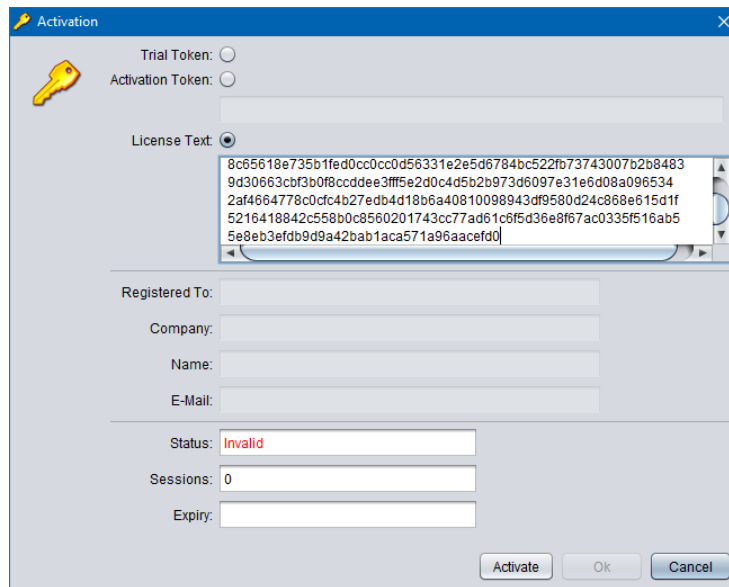 Activation
Trial Token:
Activation Token:
License Text:
8c65618e735b1fed0cc0cc0d56331e2e5d6784bc522fb73743007b2b8483
9d30663cbf3b0f8ccddee3fff5e2d0c4d5b2b973d6097e31e6d08a096534
2af4664778c0cfc4b27edb4d18b6a40810098943df9580d24c868e615d1f
5216418842c558b0c8560201743cc77ad61c6f5d36e8f67ac0335f516ab5
5e8eb3efdb9d9a42bab1aca571a96aacefd0
Registered To:
Company:
Name:
E-Mail:
Status: Invalid
Sessions: 0
Expiry:
Activate Ok Cancel